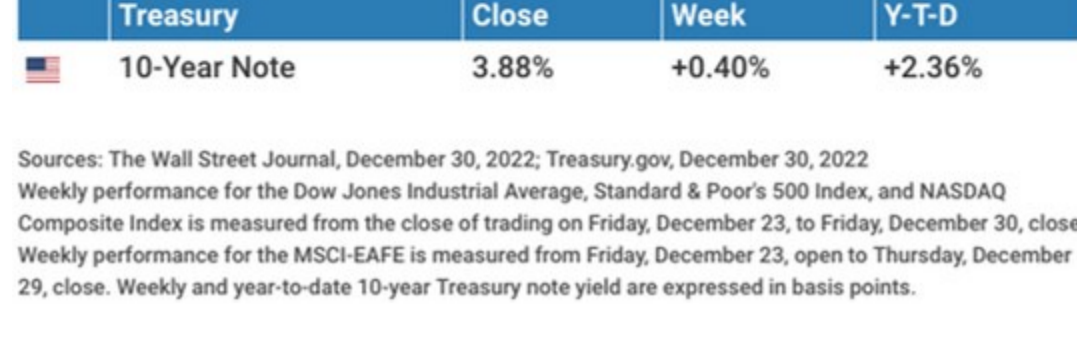 Treasury Close Week Y-T-D
10-Year Note 3.88% +0.40% +2.36%
Sources: The Wall Street Journal, December 30, 2022; Treasury.gov, December 30, 2022
Weekly performance for the Dow Jones Industrial Average, Standard & Poor's 500 Index, and NASDAQ
Composite Index is measured from the close of trading on Friday, December 23, to Friday, December 30, close
Weekly performance for the MSCI-EAFE is measured from Friday, December 23, open to Thursday, December
29, close. Weekly and year-to-date 10-year Treasury note yield are expressed in basis points.